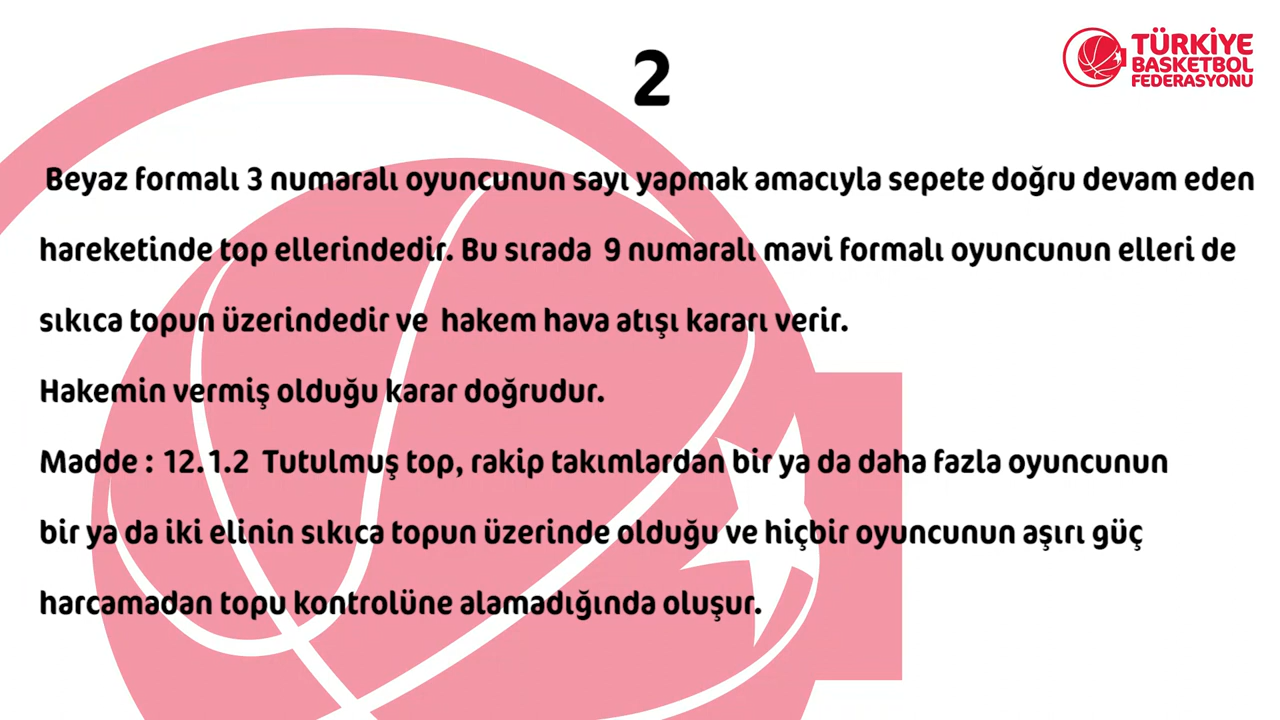 2
TÜRKİYE
BASKETBOL
FEDERASYONU
Beyaz formalı 3 numaralı oyuncunun sayı yapmak amacıyla sepete doğru devam eden
hareketinde top ellerindedir. Bu sırada 9 numaralı mavi formalı oyuncunun elleri de
sıkıca topun üzerindedir ve hakem hava atışı kararı verir.
Hakemin vermiş olduğu karar doğrudur.
Madde : 12.1.2 Tutulmuş top, rakip takımlardan bir ya da daha fazla oyuncunun
bir ya da iki elinin sıkıca topun üzerinde olduğu ve hiçbir oyuncunun aşırı güç
harcamadan topu kontrolüne alamadığında oluşur.